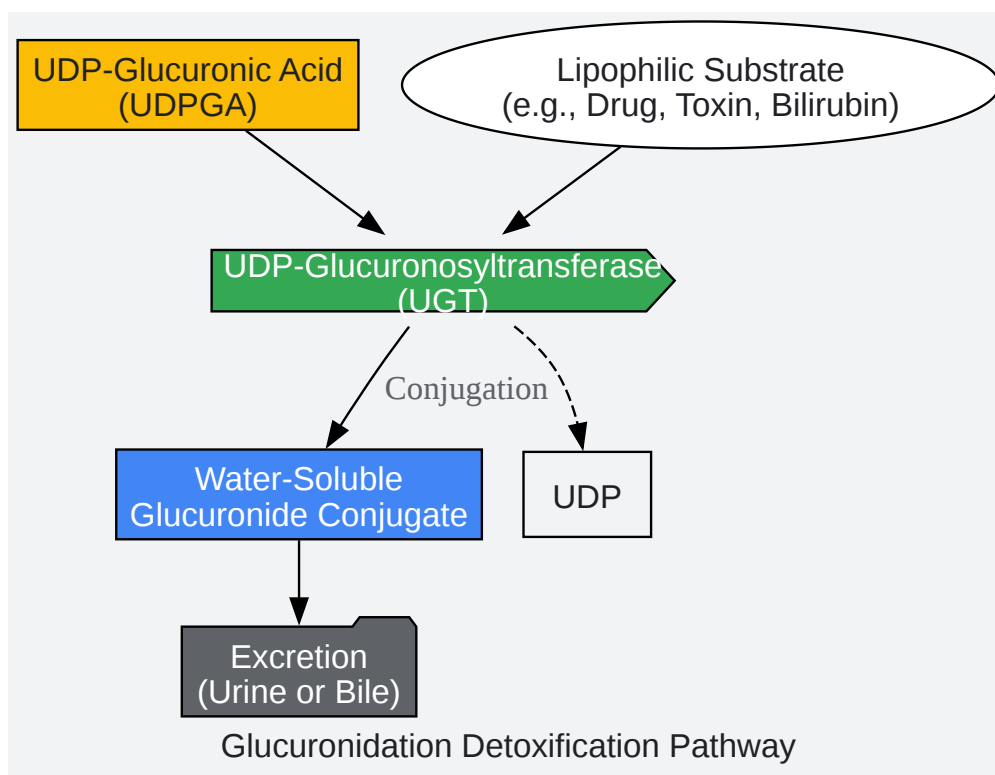 UDP-Glucuronic Acid
(UDPGA)
Lipophilic Substrate
(e.g., Drug, Toxin, Bilirubin)
UDP-Glucuronosyltransferase
(UGT)
Conjugation
Water-Soluble
Glucuronide Conjugate
UDP
Excretion
(Urine or Bile)
Glucuronidation Detoxification Pathway